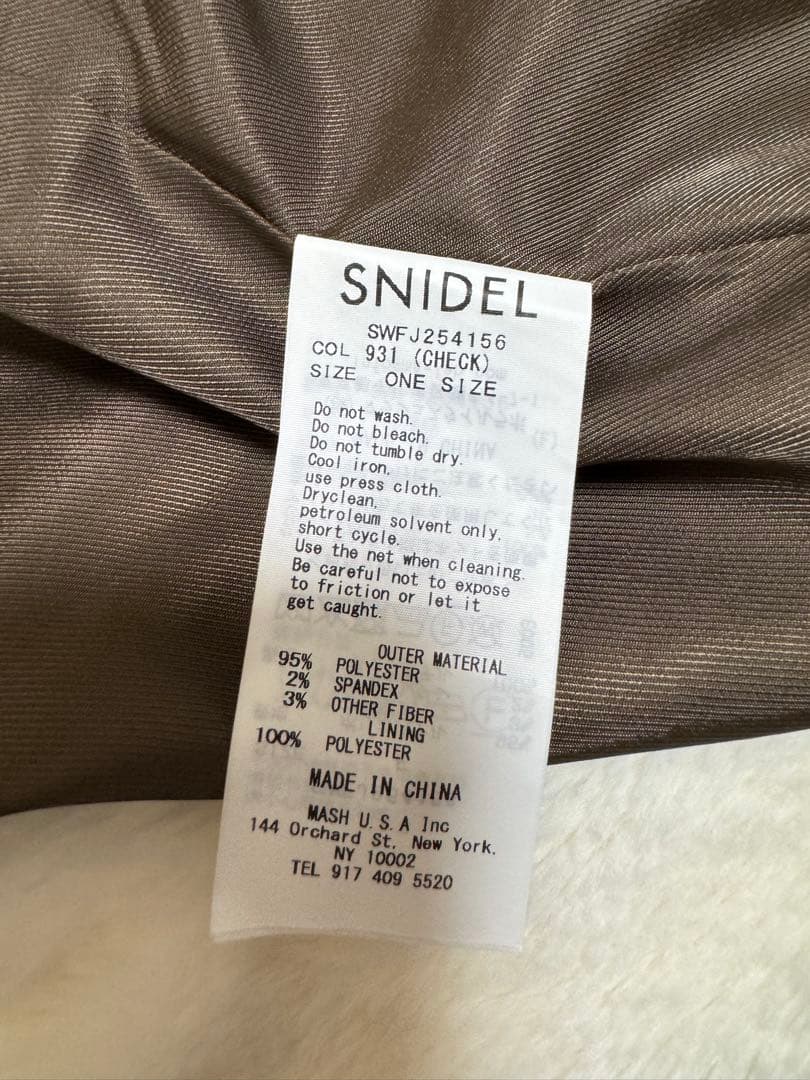 SNIDEL
SWFJ254156
COL 931 (CHECK)
SIZE ONE SIZE
Do not wash.
Do not bleach.
Do not tumble dry.
Cool iron,
use press cloth.
Dryclean,
petroleum solvent only,
short cycle.
Use the net when cleaning.
Be careful not to expose
to friction or let it
get caught.
OUTER MATERIAL
95% POLYESTER
2% SPANDEX
3% OTHER FIBER
LINING
100% POLYESTER
MADE IN CHINA
MASH U.S.A Inc
144 Orchard St, New York.
NY 10002
TEL 917 409 5520